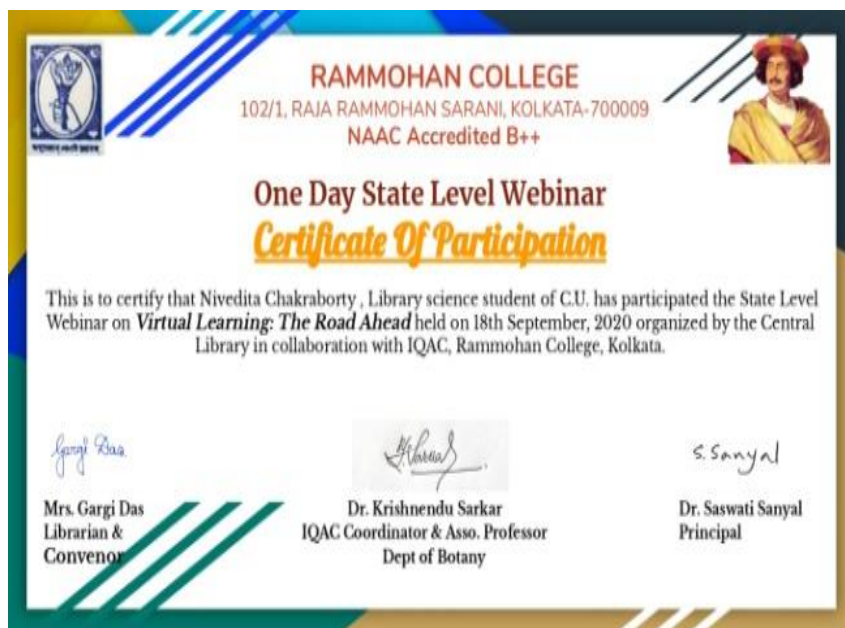 RAMMOHAN COLLEGE
102/1, RAJA RAMMOHAN SARANI, KOLKATA-700009
NAAC Accredited B++
One Day State Level Webinar
Certificate Of Participation
This is to certify that Nivedita Chakraborty , Library science student of C.U. has participated the State Level
Webinar on Virtual Learning: The Road Ahead held on 18th September, 2020 organized by the Central
Library in collaboration with IQAC, Rammohan College, Kolkata.
Gargi Das
S. Sanyal
Mrs. Gargi Das
Librarian &
Convenor
Dr. Krishnendu Sarkar
IQAC Coordinator & Asso. Professor
Dept of Botany
Dr. Saswati Sanyal
Principal